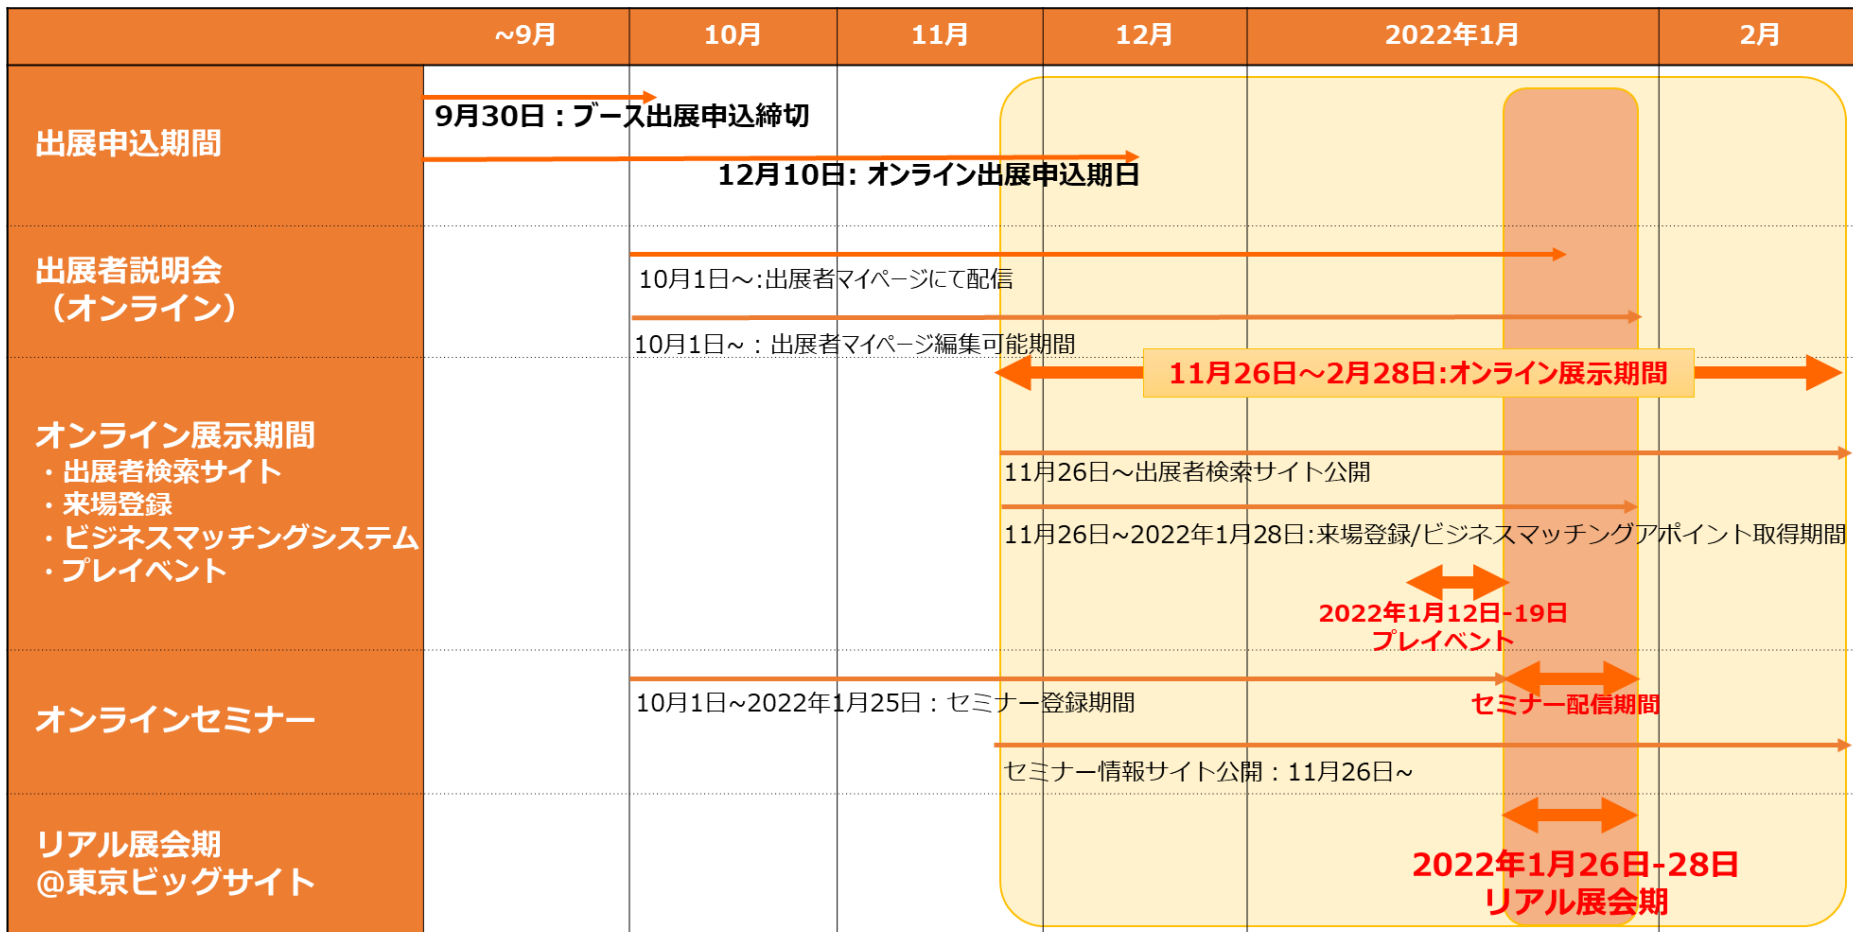 ~9月
10月
11月
12月
2022年1月
2月
出展申込期間
9月30日：ブース出展申込締切
12月10日: オンライン出展申込期日
出展者説明会
（オンライン）
10月1日～:出展者マイページにて配信
10月1日~：出展者マイページ編集可能期間
11月26日～2月28日:オンライン展示期間
オンライン展示期間
・出展者検索サイト
・来場登録
・ビジネスマッチングシステム
・プレイベント
11月26日～出展者検索サイト公開
11月26日~2022年1月28日:来場登録/ビジネスマッチングアポイント取得期間
2022年1月12日-19日
プレイベント
オンラインセミナー
10月1日~2022年1月25日：セミナー登録期間
セミナー配信期間
セミナー情報サイト公開：11月26日~
リアル展会期
@東京ビッグサイト
2022年1月26日-28日
リアル展会期